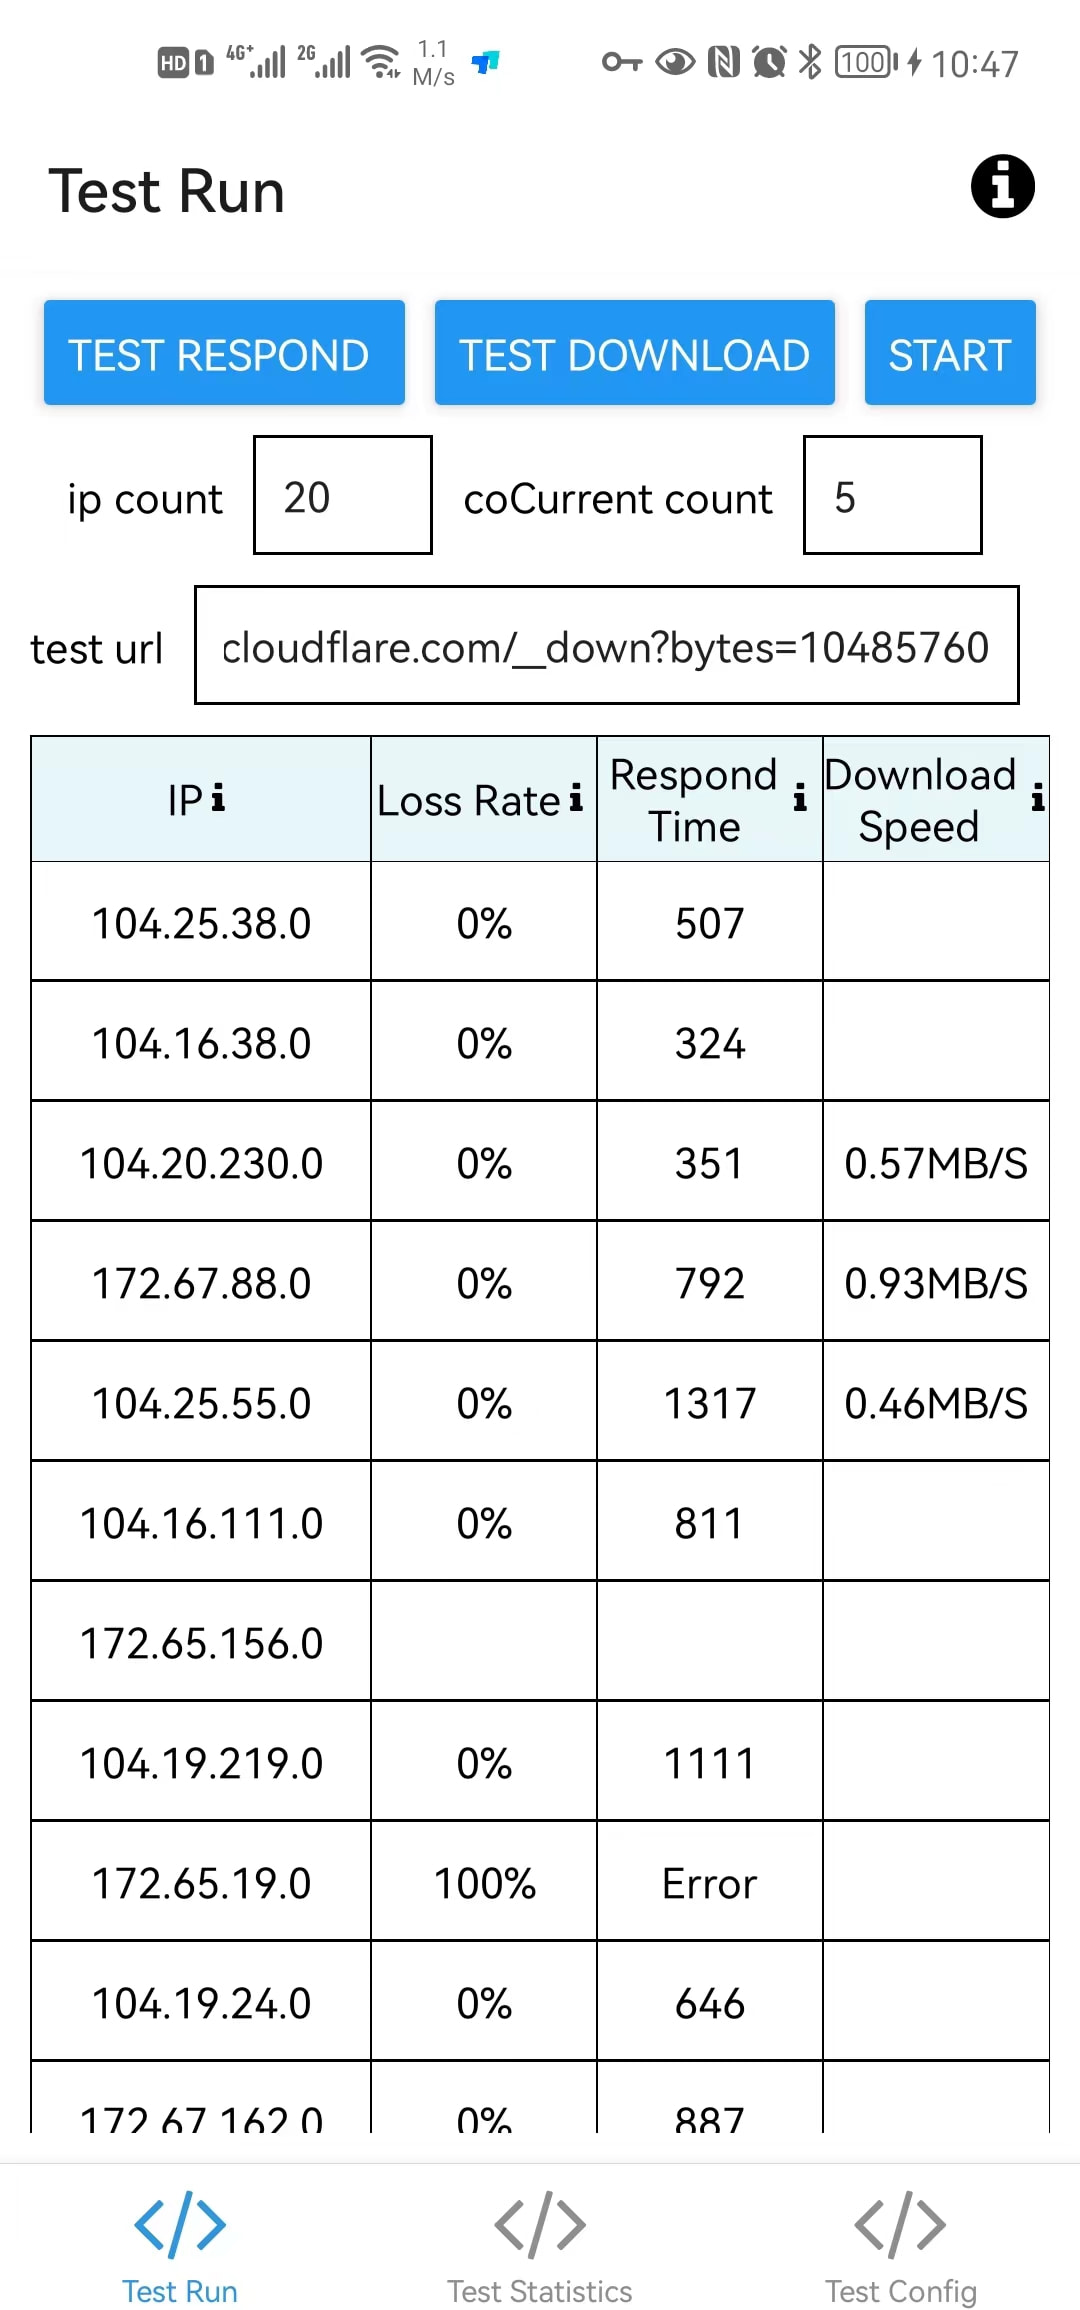 HD 1 4G+ 2G 1.1 M/s 100 10:47
Test Run
TEST RESPOND TEST DOWNLOAD START
ip count 20 coCurrent count 5
test url cloudflare.com/__down?bytes=10485760
IP Loss Rate Respond Time Download Speed
104.25.38.0 0% 507
104.16.38.0 0% 324
104.20.230.0 0% 351 0.57MB/S
172.67.88.0 0% 792 0.93MB/S
104.25.55.0 0% 1317 0.46MB/S
104.16.111.0 0% 811
172.65.156.0
104.19.219.0 0% 1111
172.65.19.0 100% Error
104.19.24.0 0% 646
172.67.162.0 0% 887
Test Run Test Statistics Test Config